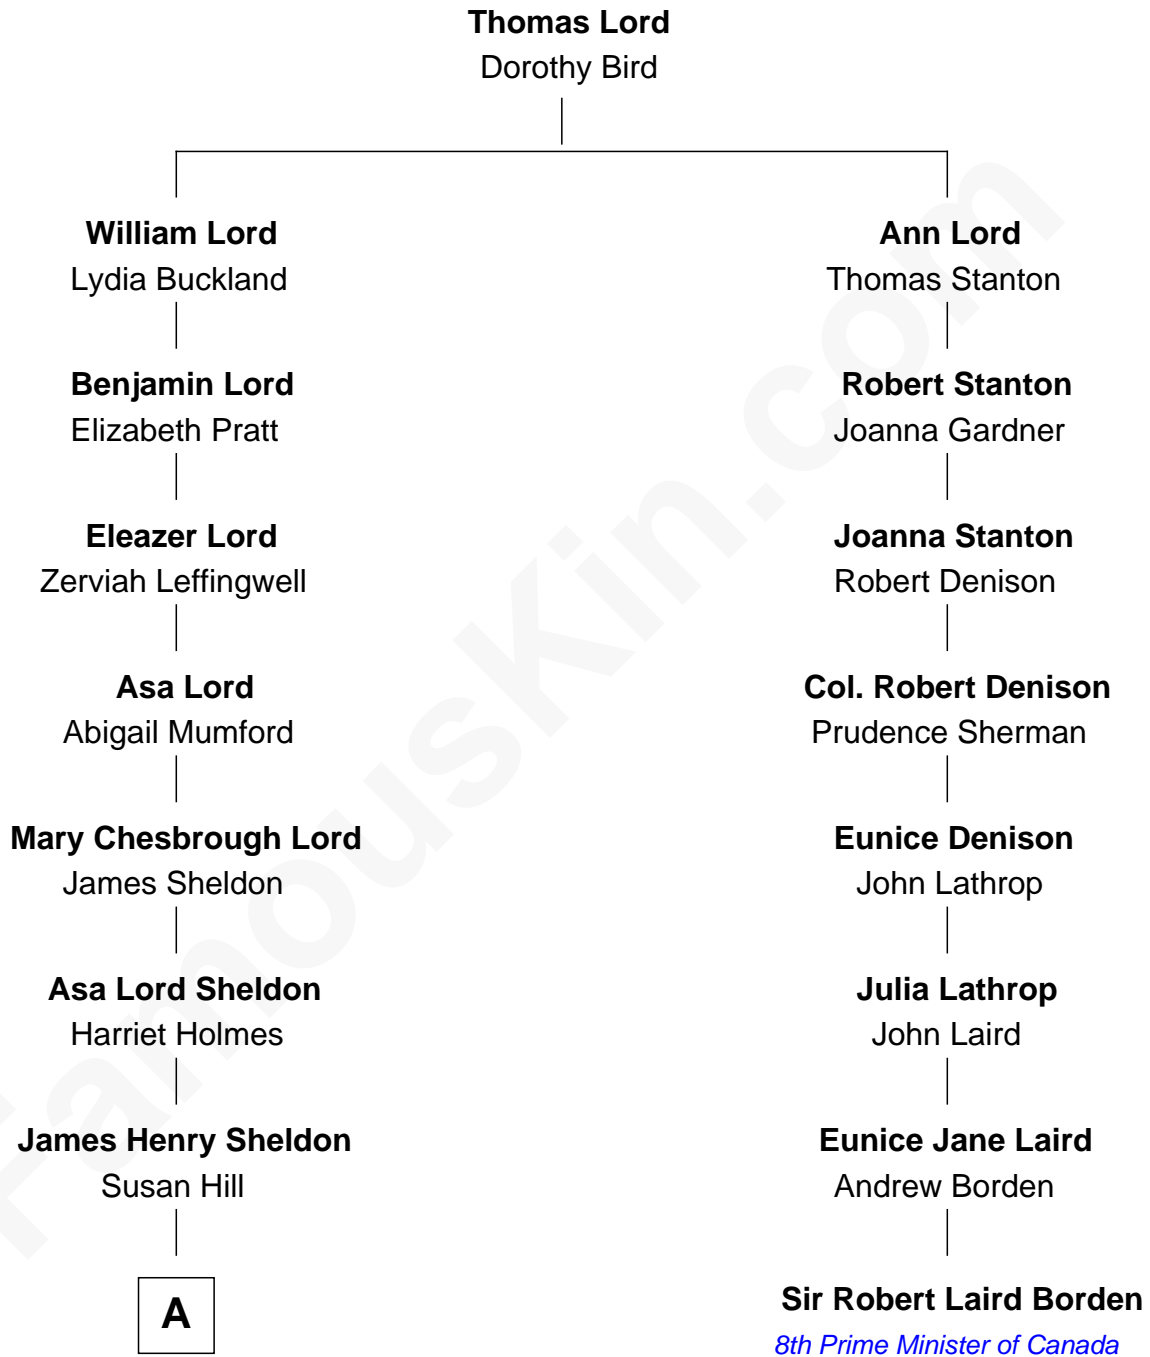 Thomas Lord
Dorothy Bird
William Lord
Lydia Buckland
Benjamin Lord
Elizabeth Pratt
Eleazer Lord
Zerviah Leffingwell
Asa Lord
Abigail Mumford
Mary Chesbrough Lord
James Sheldon
Asa Lord Sheldon
Harriet Holmes
James Henry Sheldon
Susan Hill
A
Ann Lord
Thomas Stanton
Robert Stanton
Joanna Gardner
Joanna Stanton
Robert Denison
Col. Robert Denison
Prudence Sherman
Eunice Denison
John Lathrop
Julia Lathrop
John Laird
Eunice Jane Laird
Andrew Borden
Sir Robert Laird Borden
8th Prime Minister of Canada
FamousKin.com